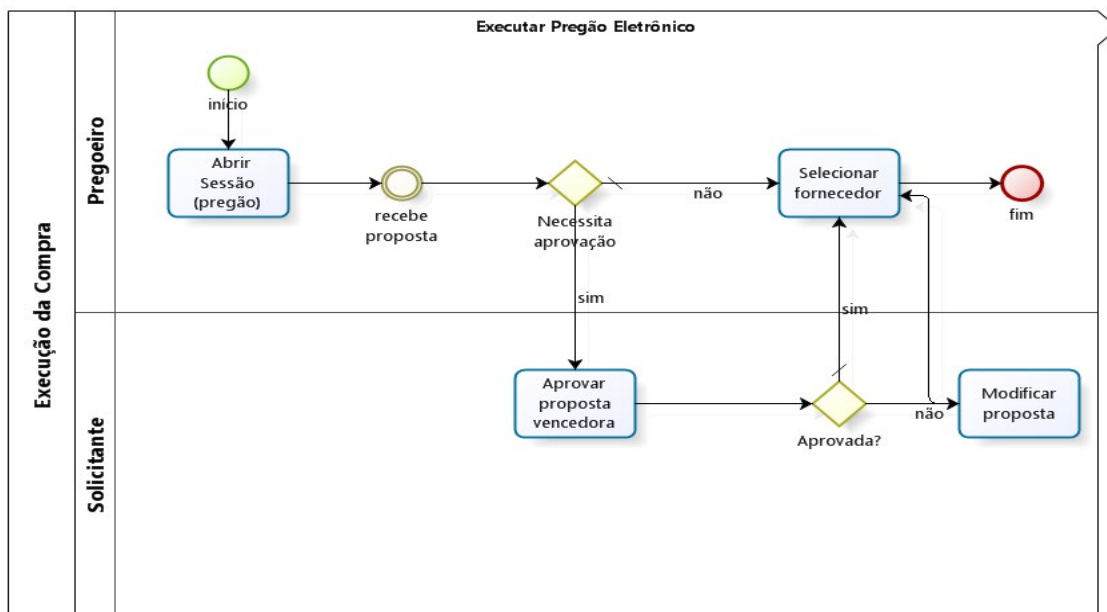 Executar Pregão Eletrônico
Execução da Compra
Pregoeiro
início
Abrir
Sessão
(pregão)
recebe
proposta
Necessita
aprovação
não
Selecionar
fornecedor
fim
sim
Solicitante
Aprovar
proposta
vencedora
sim
Aprovada?
não
Modificar
proposta